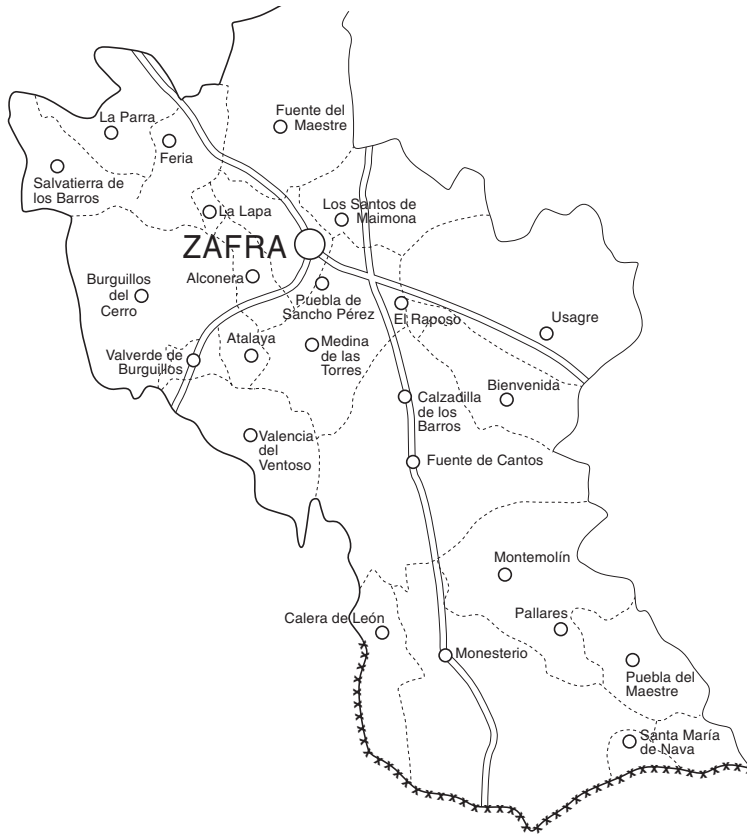 La Parra
Fuente del
Maestre
Feria
Salvatierra de
los Barros
La Lapa
Los Santos de
Maimona
ZAFRA
Alconera
Burguillos
del
Cerro
Puebla de
Sancho Pérez
El Raposo
Usagre
Valverde de
Burguillos
Atalaya
Medina
de las
Torres
Bienvenida
Calzadilla
de los
Barros
Valencia
del
Ventoso
Fuente de Cantos
Montemolín
Pallares
Calera de León
Monesterio
Puebla del
Maestre
Santa María
de Nava